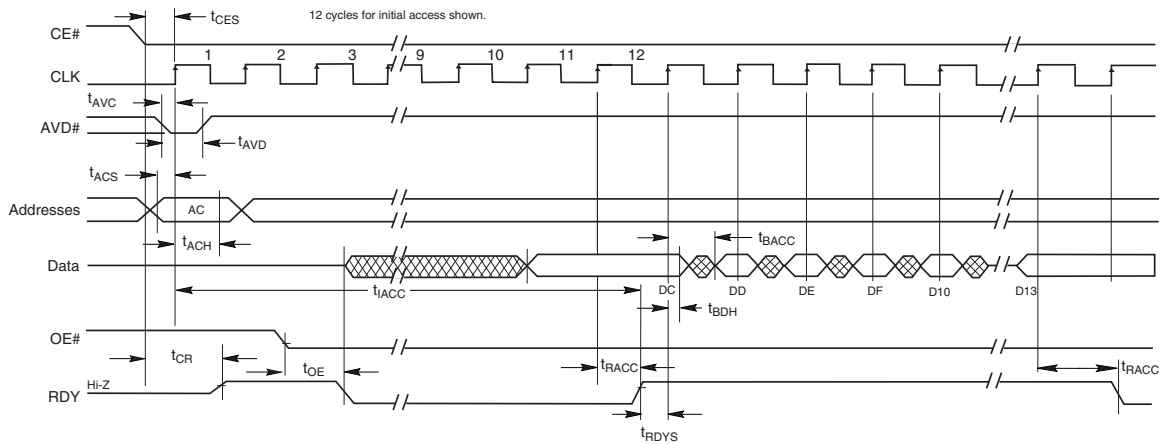 tCES
12 cycles for initial access shown.
CE#
1 2 3 9 10 11 12
CLK
tAVC
AVD#
tAVD
tACS
Addresses
AC
tACH
tBACC
Data
tIACC
DC DD DE DF D10 D13
tBDH
OE#
tCR
tOE
tRACC
tRACC
Hi-Z
RDY
tRDYS